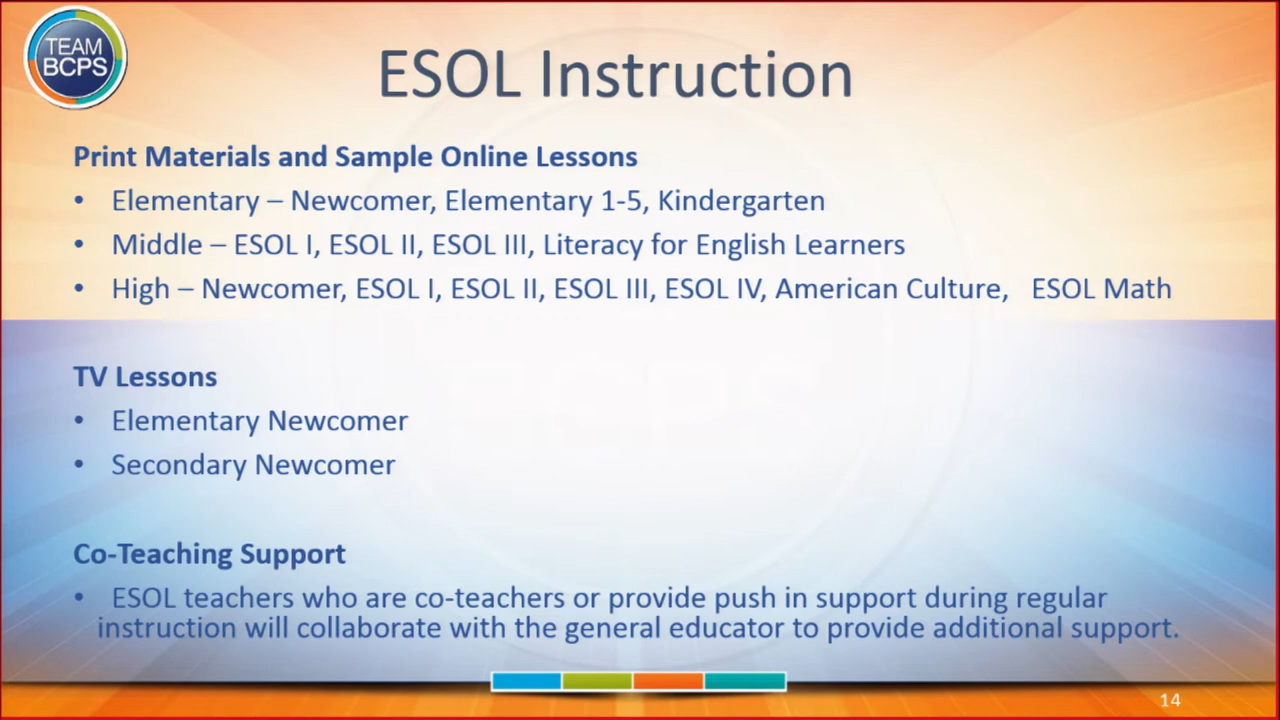 TEAM
BCPS
ESOL Instruction
Print Materials and Sample Online Lessons
• Elementary – Newcomer, Elementary 1-5, Kindergarten
• Middle – ESOL I, ESOL II, ESOL III, Literacy for English Learners
• High – Newcomer, ESOL I, ESOL II, ESOL III, ESOL IV, American Culture, ESOL Math
TV Lessons
• Elementary Newcomer
• Secondary Newcomer
Co-Teaching Support
• ESOL teachers who are co-teachers or provide push in support during regular
instruction will collaborate with the general educator to provide additional support.
14